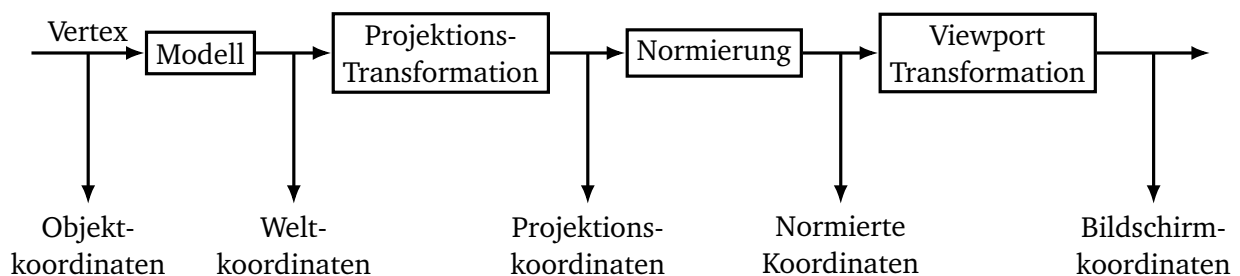 Vertex
Modell
Projektions-
Transformation
Normierung
Viewport
Transformation
Objekt-
koordinaten
Welt-
koordinaten
Projektions-
koordinaten
Normierte
Koordinaten
Bildschirm-
koordinaten